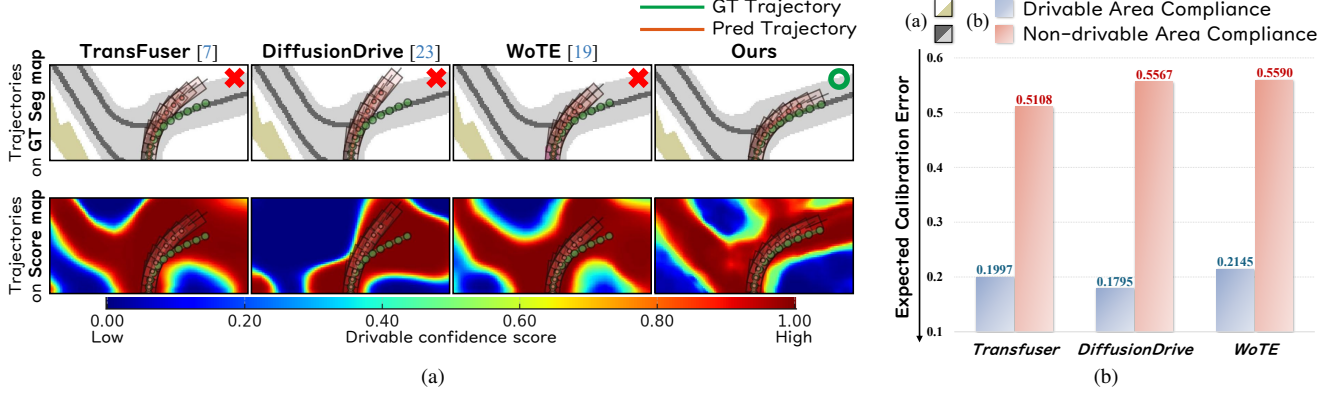 GT Trajectory
Pred Trajectory
TransFuser [7]
DiffusionDrive [23]
WoTE [19]
Ours
Trajectories
on GT Seg map
Trajectories
on Score map
0.00 0.20 0.40 0.60 0.80 1.00
Low Drivable confidence score High
(a)
(a) (b) Drivable Area Compliance
Non-drivable Area Compliance
Expected Calibration Error
0.6
0.5
0.4
0.3
0.2
0.1
0.1997
0.5108
0.1795
0.5567
0.2145
0.5590
Transfuser DiffusionDrive WoTE
(b)